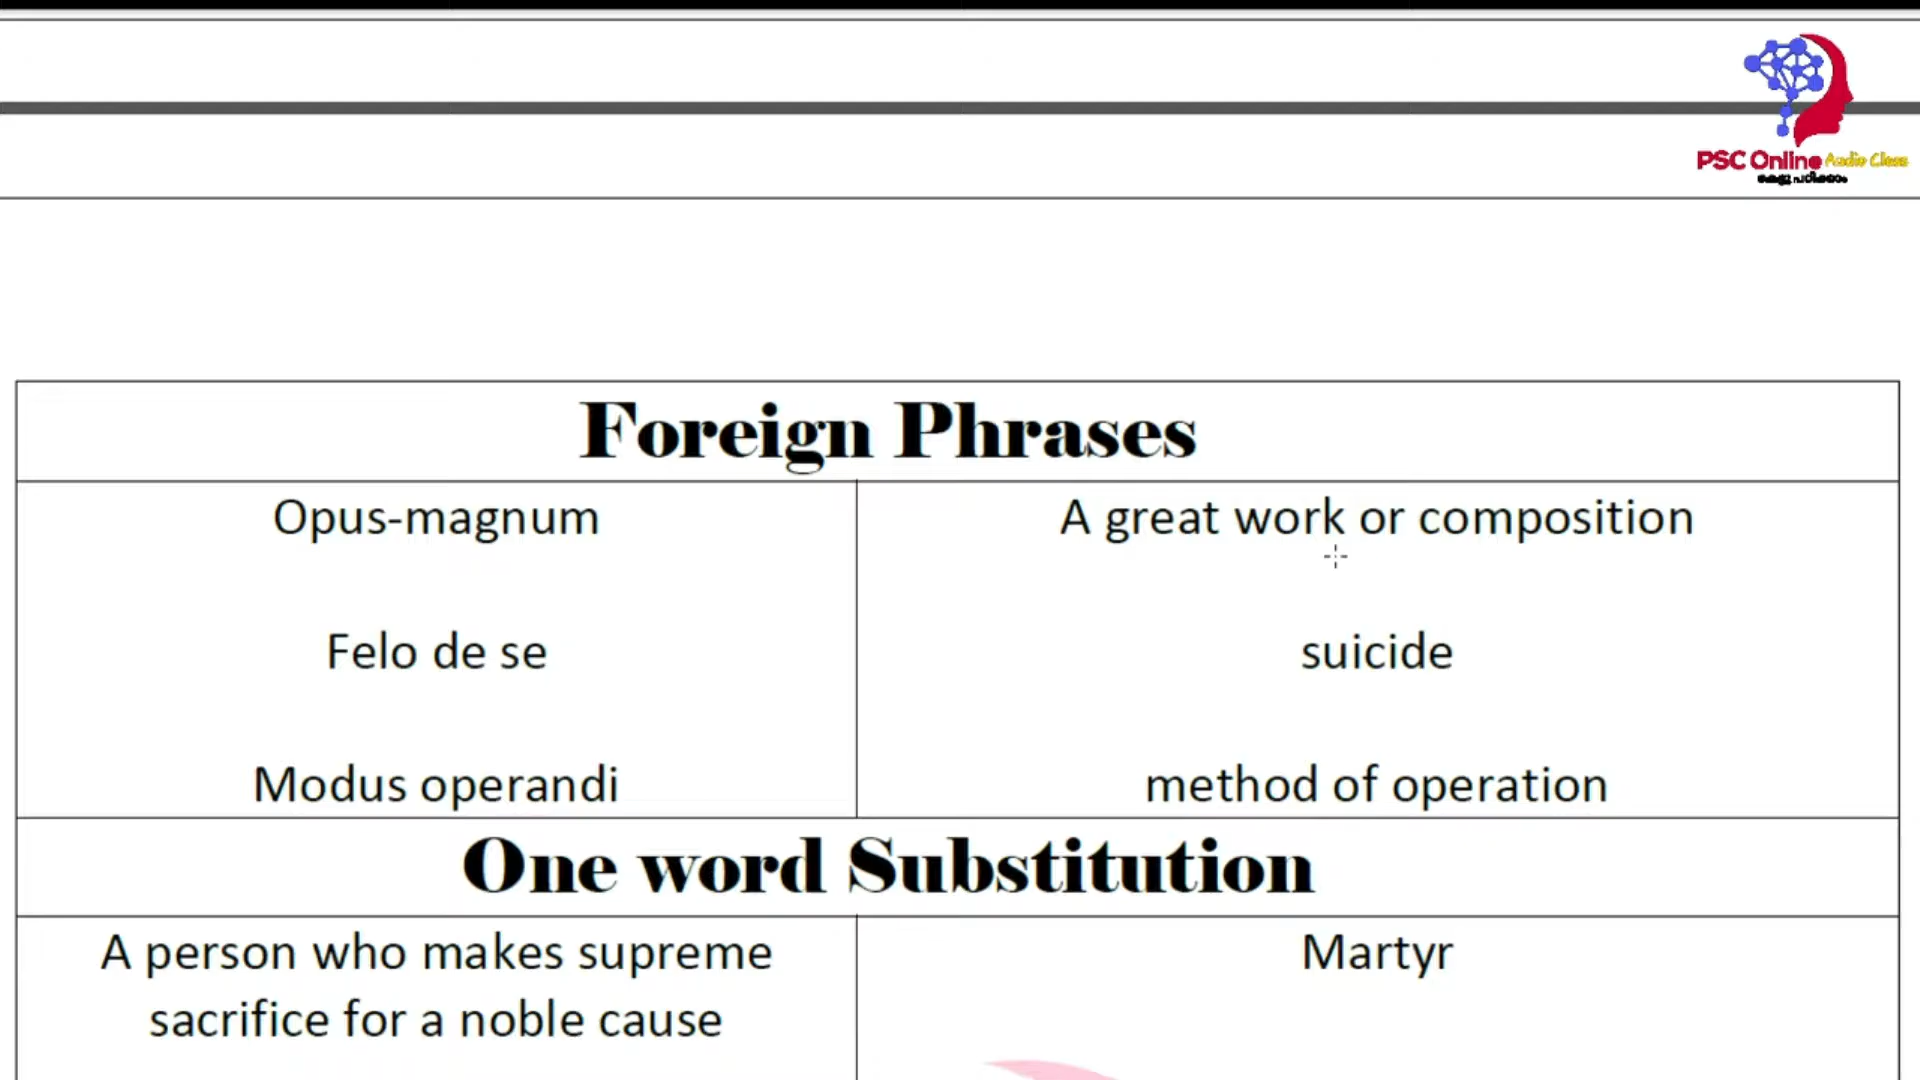 PSC Online Audio Class
Foreign Phrases
Opus-magnum
A great work or composition
Felo de se
suicide
Modus operandi
method of operation
One word Substitution
A person who makes supreme
sacrifice for a noble cause
Martyr